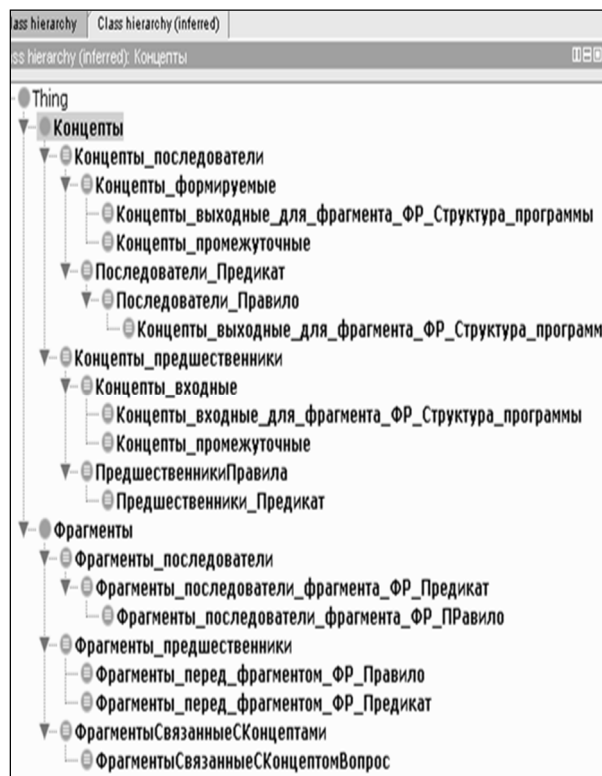 lass hierarchy Class hierarchy (inferred)
ss hierarchy (inferred): Концепты
Thing
Концепты
Концепты_последователи
Концепты_формируемые
Концепты_выходные_для_фрагмента_ФР_Структура_программы
Концепты_промежуточные
Последователи_Предикат
Последователи_Правило
Концепты_выходные_для_фрагмента_ФР_Структура_программ
Концепты_предшественники
Концепты_входные
Концепты_входные_для_фрагмента_ФР_Структура_программы
Концепты_промежуточные
ПредшественникиПравила
Предшественники_Предикат
Фрагменты
Фрагменты_последователи
Фрагменты_последователи_фрагмента_ФР_Предикат
Фрагменты_последователи_фрагмента_ФР_ПРавило
Фрагменты_предшественники
Фрагменты_перед_фрагментом_ФР_Правило
Фрагменты_перед_фрагментом_ФР_Предикат
ФрагментыСвязанныеСКонцептами
ФрагментыСвязанныеСКонцептомВопрос